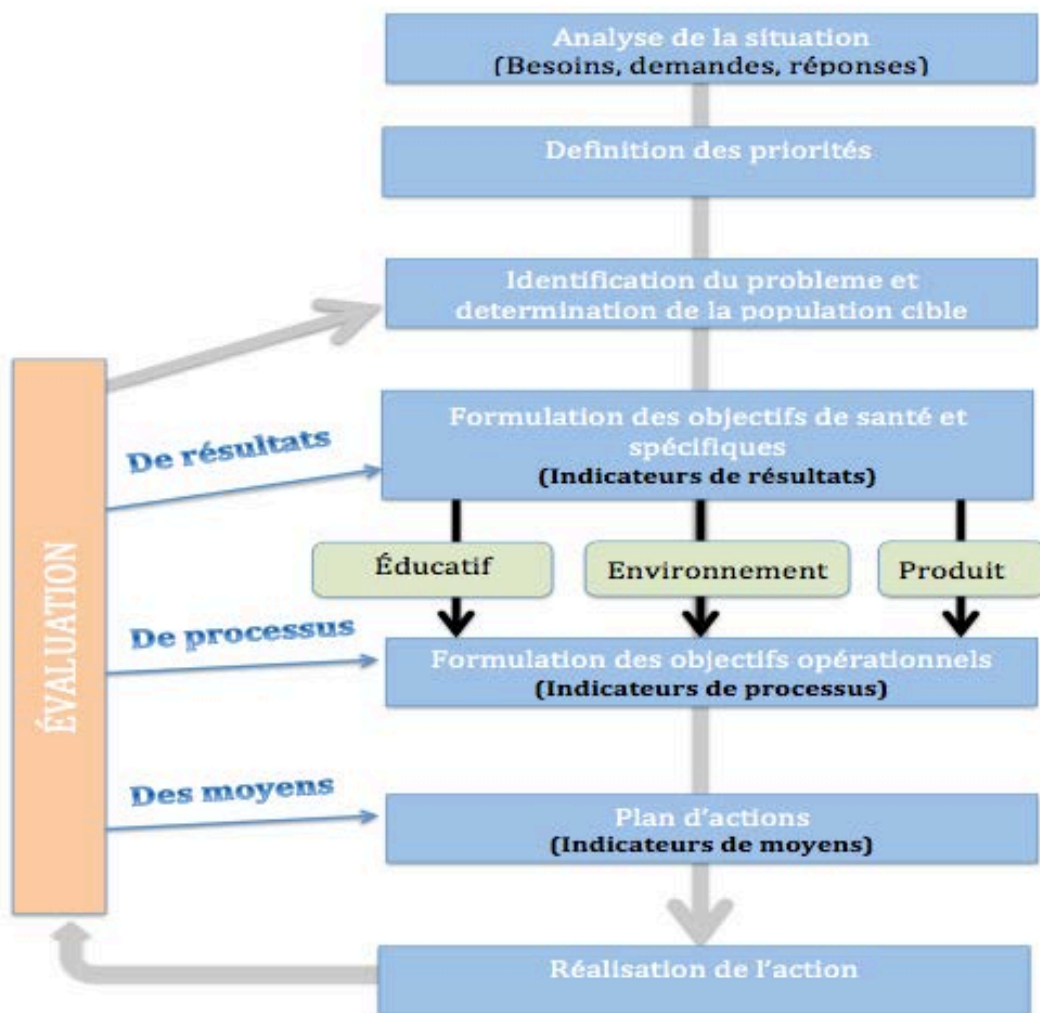 Analyse de la situation
(Besoins, demandes, réponses)
Definition des priorités
Identification du probleme et
determination de la population cible
Formulation des objectifs de santé et
spécifiques
(Indicateurs de résultats)
De résultats
Éducatif
Environnement
Produit
ÉVALUATION
De processus
Formulation des objectifs opérationnels
(Indicateurs de processus)
Des moyens
Plan d'actions
(Indicateurs de moyens)
Réalisation de l'action